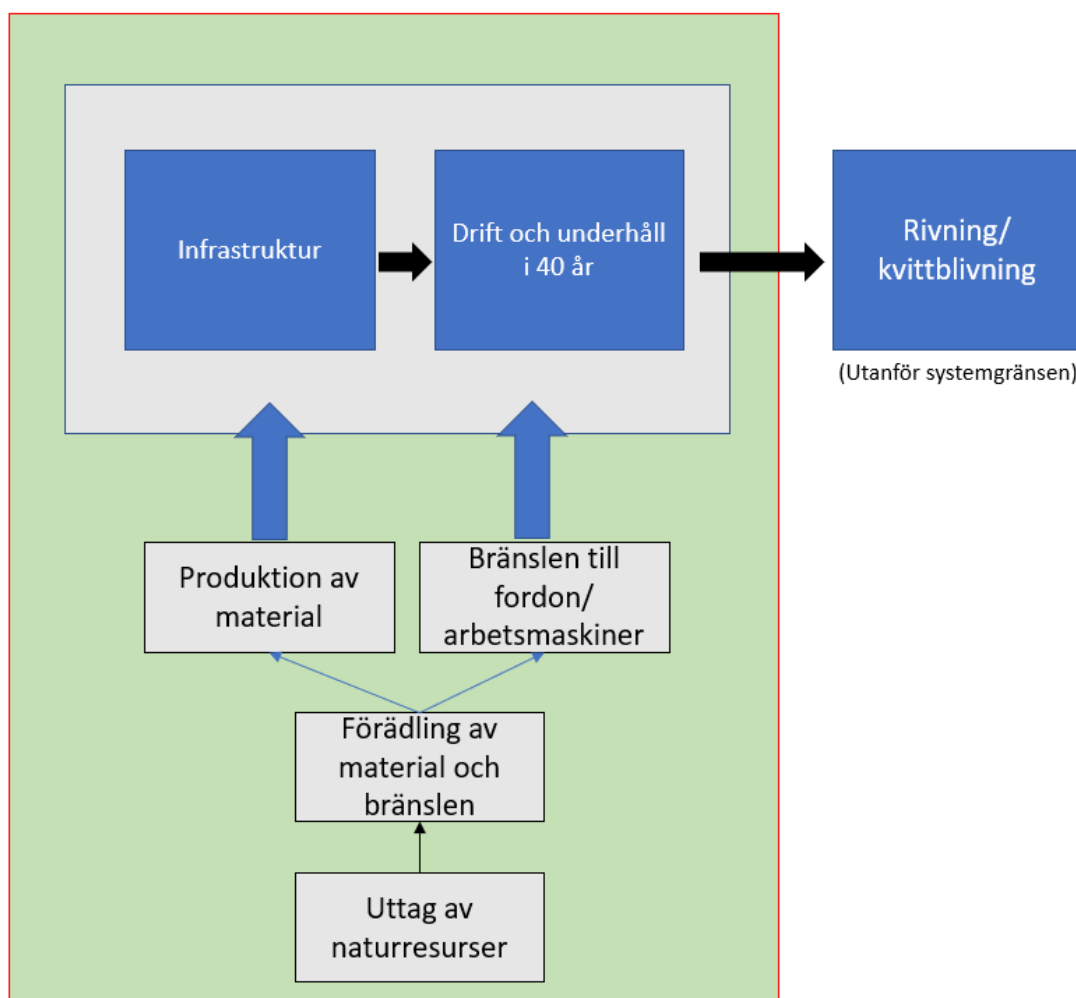 Infrastruktur
Drift och underhåll
i 40 år
Rivning/
kvittblivning
(Utanför systemgränsen)
Produktion av
material
Bränslen till
fordon/
arbetsmaskiner
Förädling av
material och
bränslen
Uttag av
naturresurser